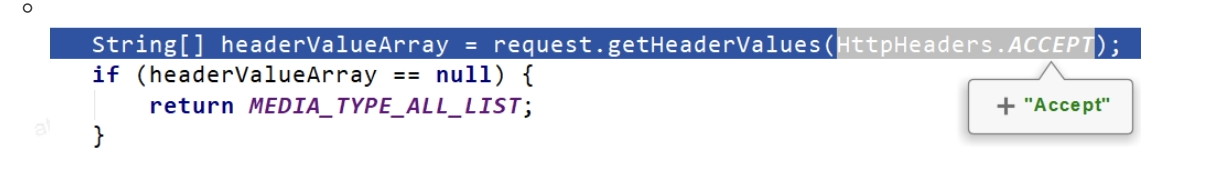 String[] headerValueArray = request.getHeaderValues(HttpHeaders.ACCEPT);
if (headerValueArray == null) {
    return MEDIA_TYPE_ALL_LIST;
}
+ "Accept"